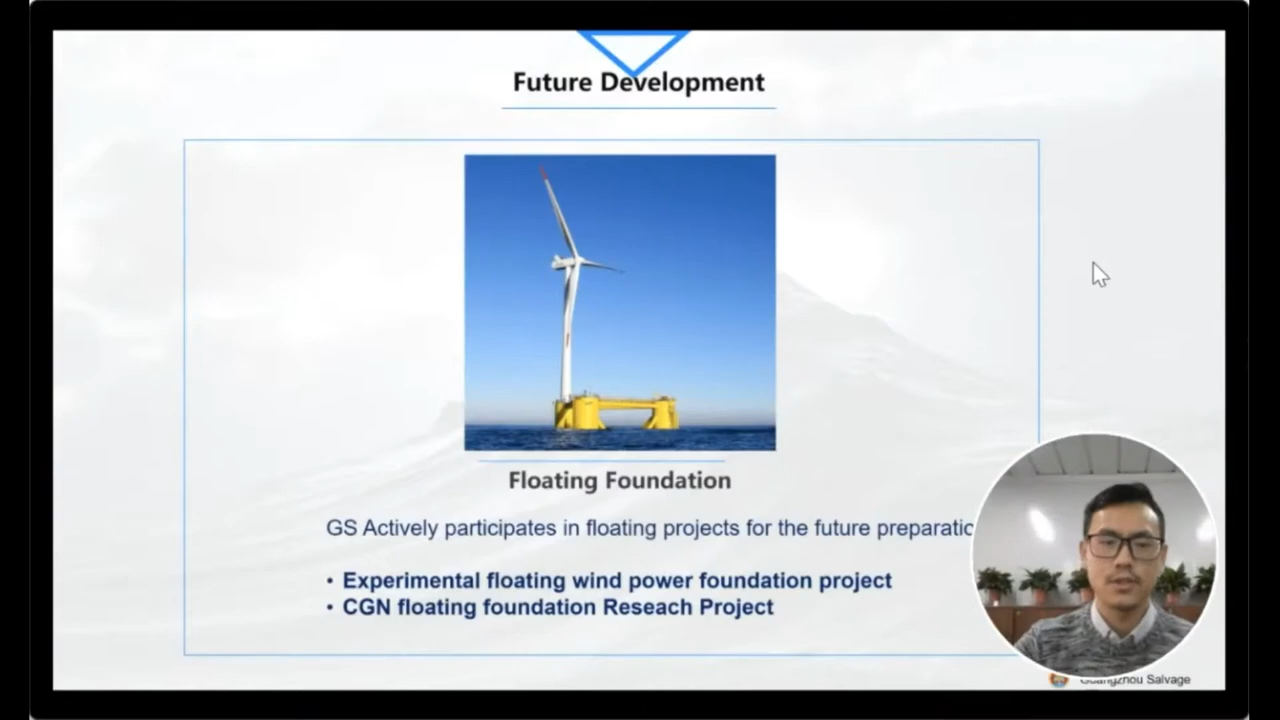 Future Development
Floating Foundation
GS Actively participates in floating projects for the future
• Experimental floating wind power foundation project
• CGN floating foundation Reseach Project
Guangzhou Salvage